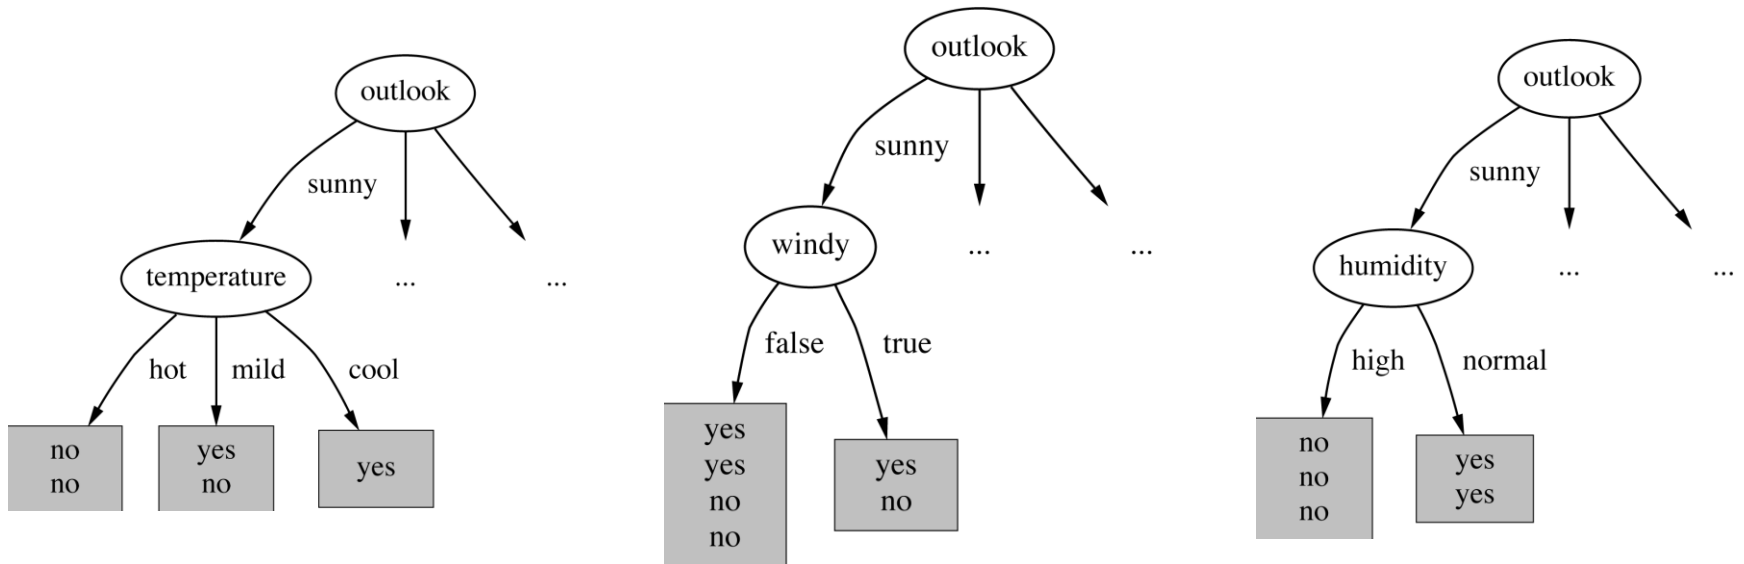 outlook
sunny
temperature
...
...
hot
mild
cool
no
no
yes
no
yes
outlook
sunny
windy
...
...
false
true
yes
yes
no
no
yes
no
outlook
sunny
humidity
...
...
high
normal
no
no
no
yes
yes